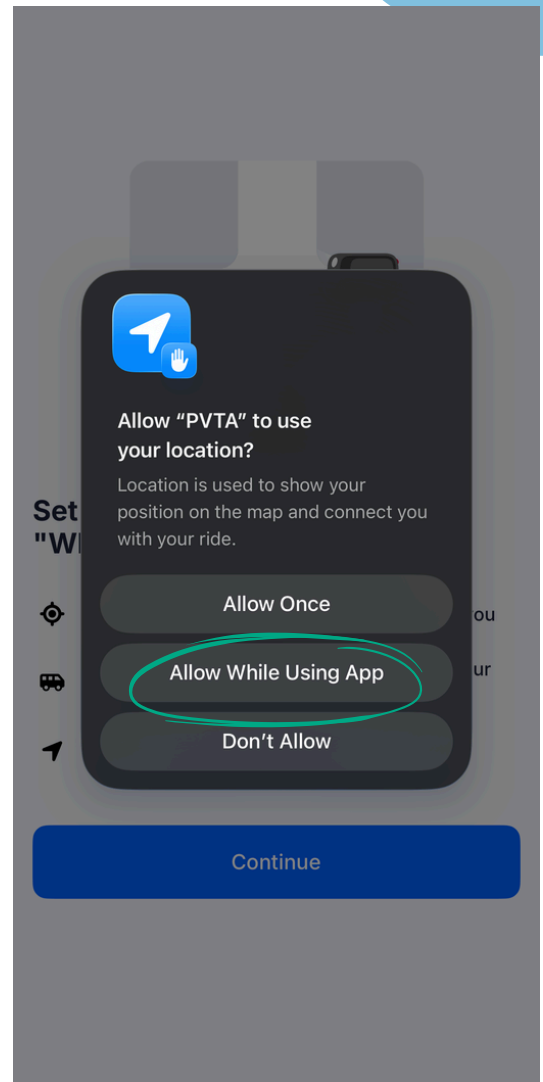 Allow “PVTA” to use
your location?
Location is used to show your
position on the map and connect you
with your ride.
Set
"W
Allow Once
ou
Allow While Using App
ur
Don’t Allow
Continue